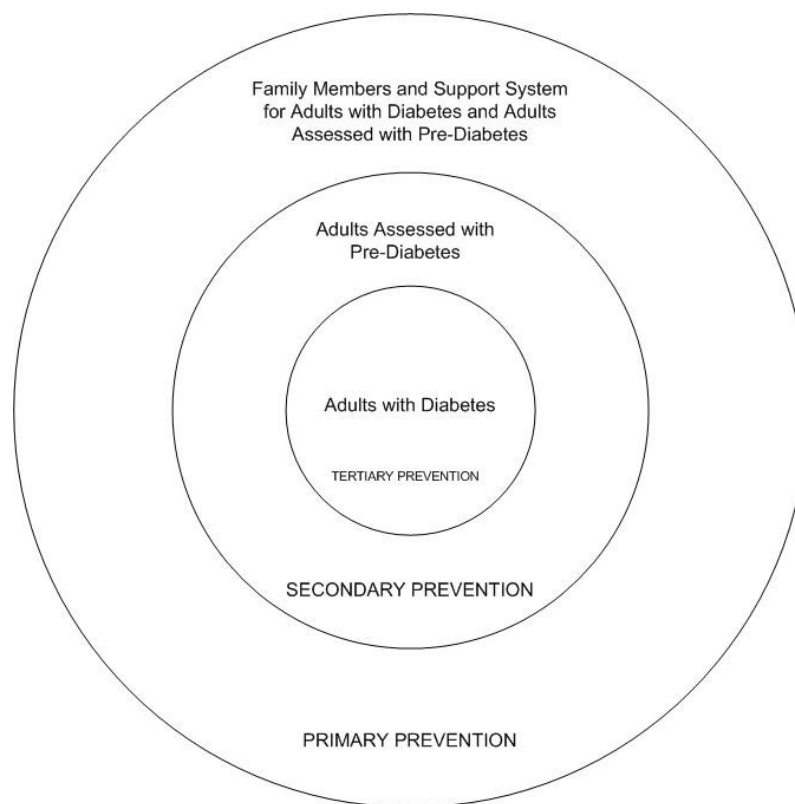 Family Members and Support System
for Adults with Diabetes and Adults
Assessed with Pre-Diabetes
Adults Assessed with
Pre-Diabetes
Adults with Diabetes
TERTIARY PREVENTION
SECONDARY PREVENTION
PRIMARY PREVENTION